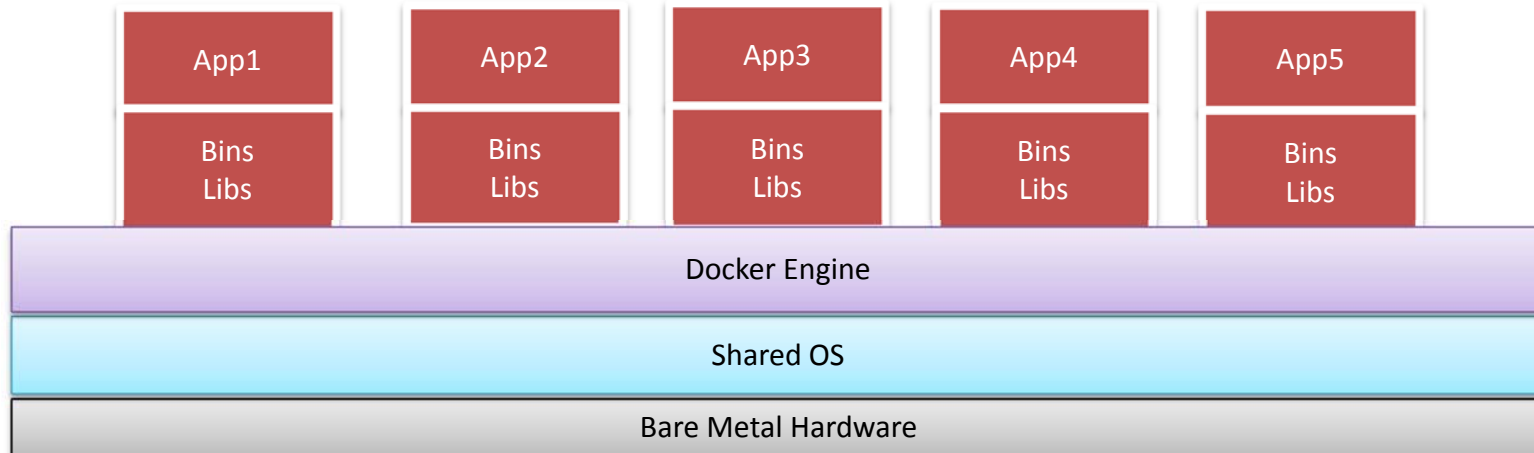 App1
App2
App3
App4
App5
Bins
Libs
Bins
Libs
Bins
Libs
Bins
Libs
Bins
Libs
Docker Engine
Shared OS
Bare Metal Hardware